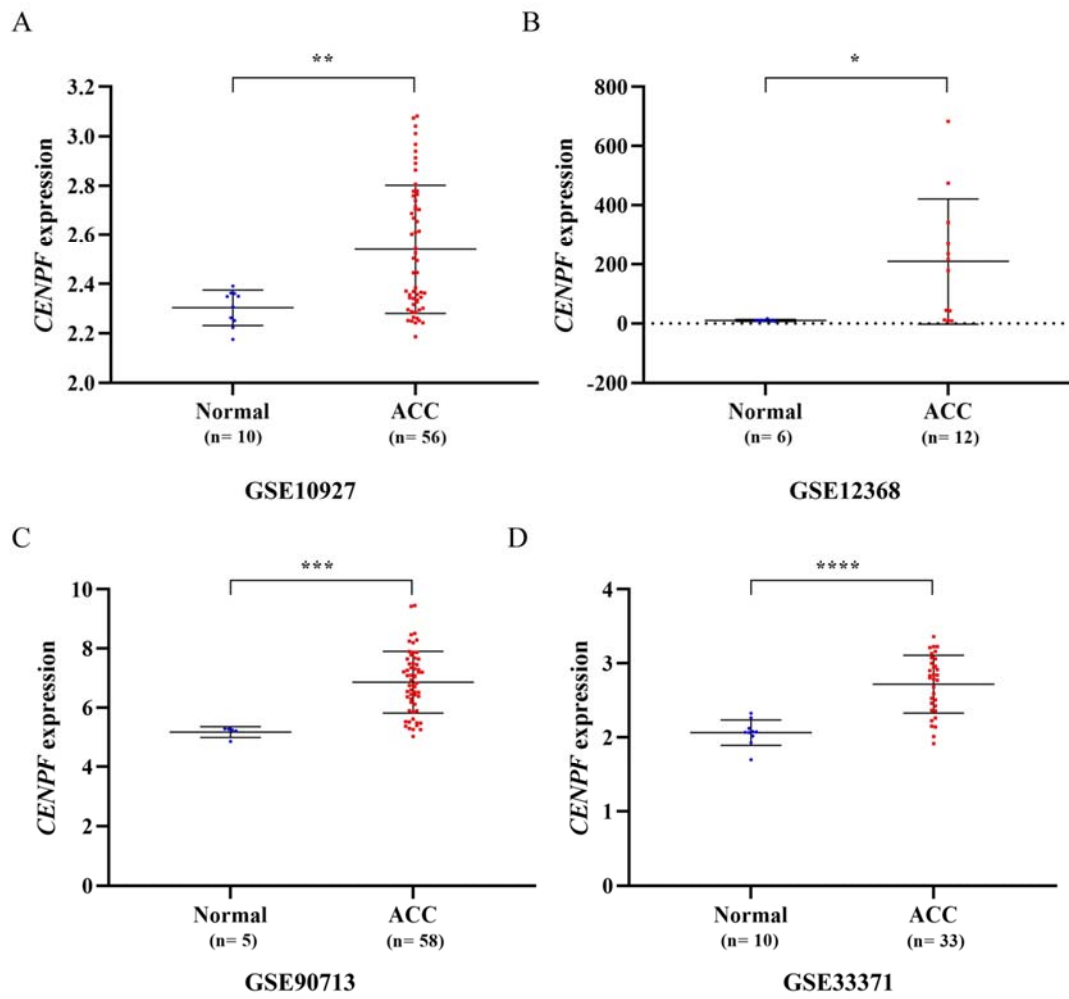 A
**
CENPF expression
3.2
3.0
2.8
2.6
2.4
2.2
2.0
Normal
ACC
(n= 10)
(n= 56)
GSE10927
B
*
CENPF expression
800
600
400
200
0
-200
Normal
ACC
(n= 6)
(n= 12)
GSE12368
C
***
CENPF expression
10
8
6
4
2
0
Normal
ACC
(n= 5)
(n= 58)
GSE90713
D
****
CENPF expression
4
3
2
1
0
Normal
ACC
(n= 10)
(n= 33)
GSE33371